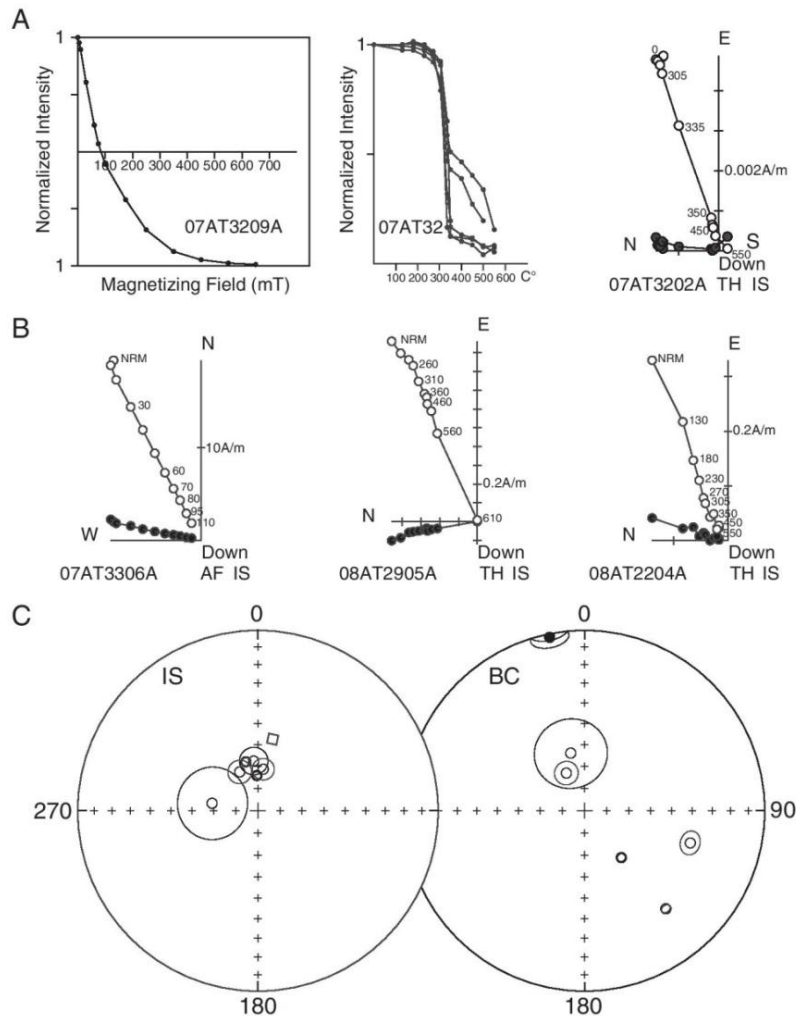 A
1
Normalized Intensity
100 200 300 400 500 600 700
07AT3209A
1
Magnetizing Field (mT)
1
Normalized Intensity
07AT32
100 200 300 400 500 600 C°
E
0
305
335
0.002A/m
350
450
N S
550
Down
07AT3202A TH IS
B
N
NRM
30
10A/m
60
70
80
95
110
W
Down
07AT3306A AF IS
E
NRM
260
310
360
460
560
0.2A/m
N
610
Down
08AT2905A TH IS
E
NRM
130
0.2A/m
180
230
270
305
350
450
550
N
Down
08AT2204A TH IS
C
0 0
IS BC
270 90
180 180